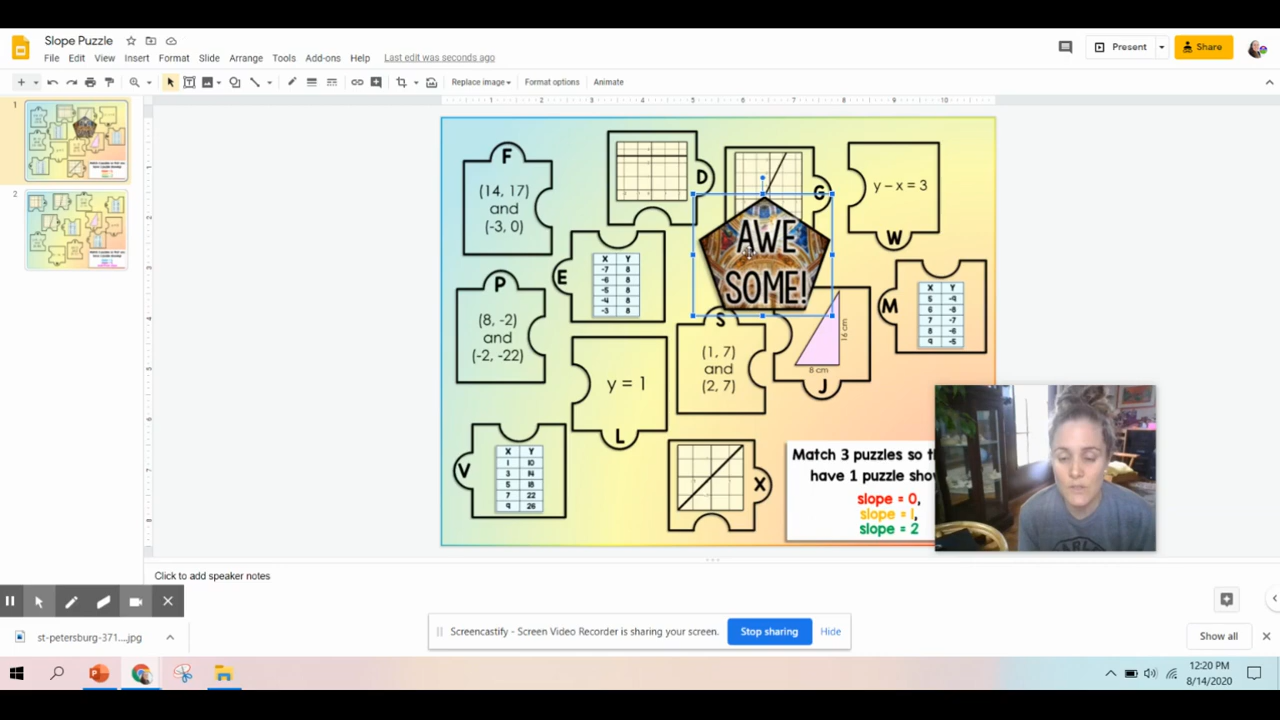 Slope Puzzle
File Edit View Insert Format Slide Arrange Tools Add-ons Help Last edit was seconds ago
Present
Share
Replace image
Format options
Animate
1
2
F
(14, 17)
and
(-3, 0)
D
G
y – x = 3
W
AWE
SOME!
E
X Y
-7 8
-6 8
-5 8
-4 8
-3 8
P
(8, -2)
and
(-2, -22)
M
X Y
5 -9
6 -8
7 -7
8 -6
9 -5
y = 1
L
S
(1, 7)
and
(2, 7)
16 cm
8 cm
J
V
X Y
1 10
3 14
5 18
7 22
9 26
X
Match 3 puzzles so
have 1 puzzle
slope = 0,
slope = 1,
slope = 2
Click to add speaker notes
st-petersburg-371....jpg
Screencastify - Screen Video Recorder is sharing your screen.
Stop sharing
Hide
Show all
12:20 PM
8/14/2020